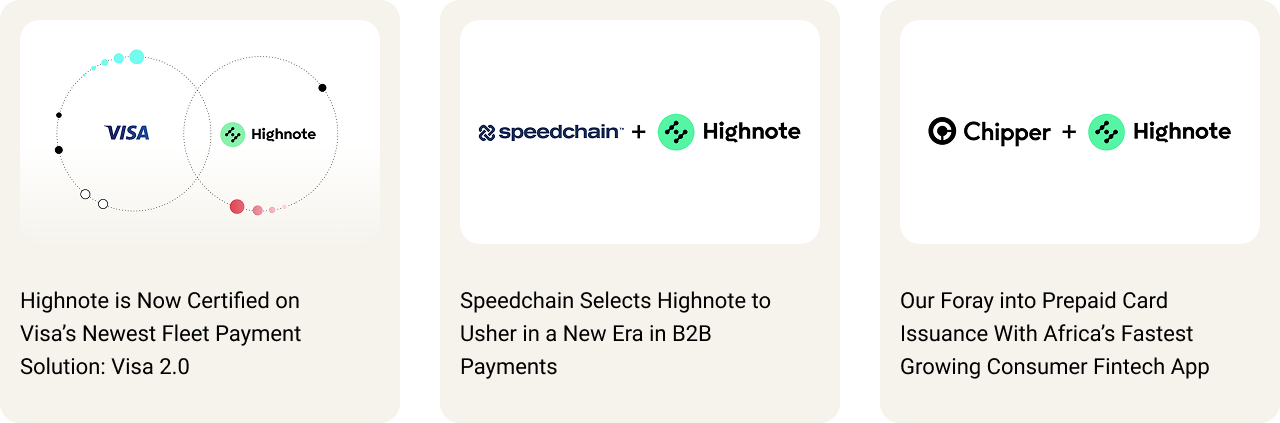 VISA
Highnote
Highnote is Now Certified on
Visa’s Newest Fleet Payment
Solution: Visa 2.0
speedchain™ + Highnote
Speedchain Selects Highnote to
Usher in a New Era in B2B
Payments
Chipper + Highnote
Our Foray into Prepaid Card
Issuance With Africa’s Fastest
Growing Consumer Fintech App